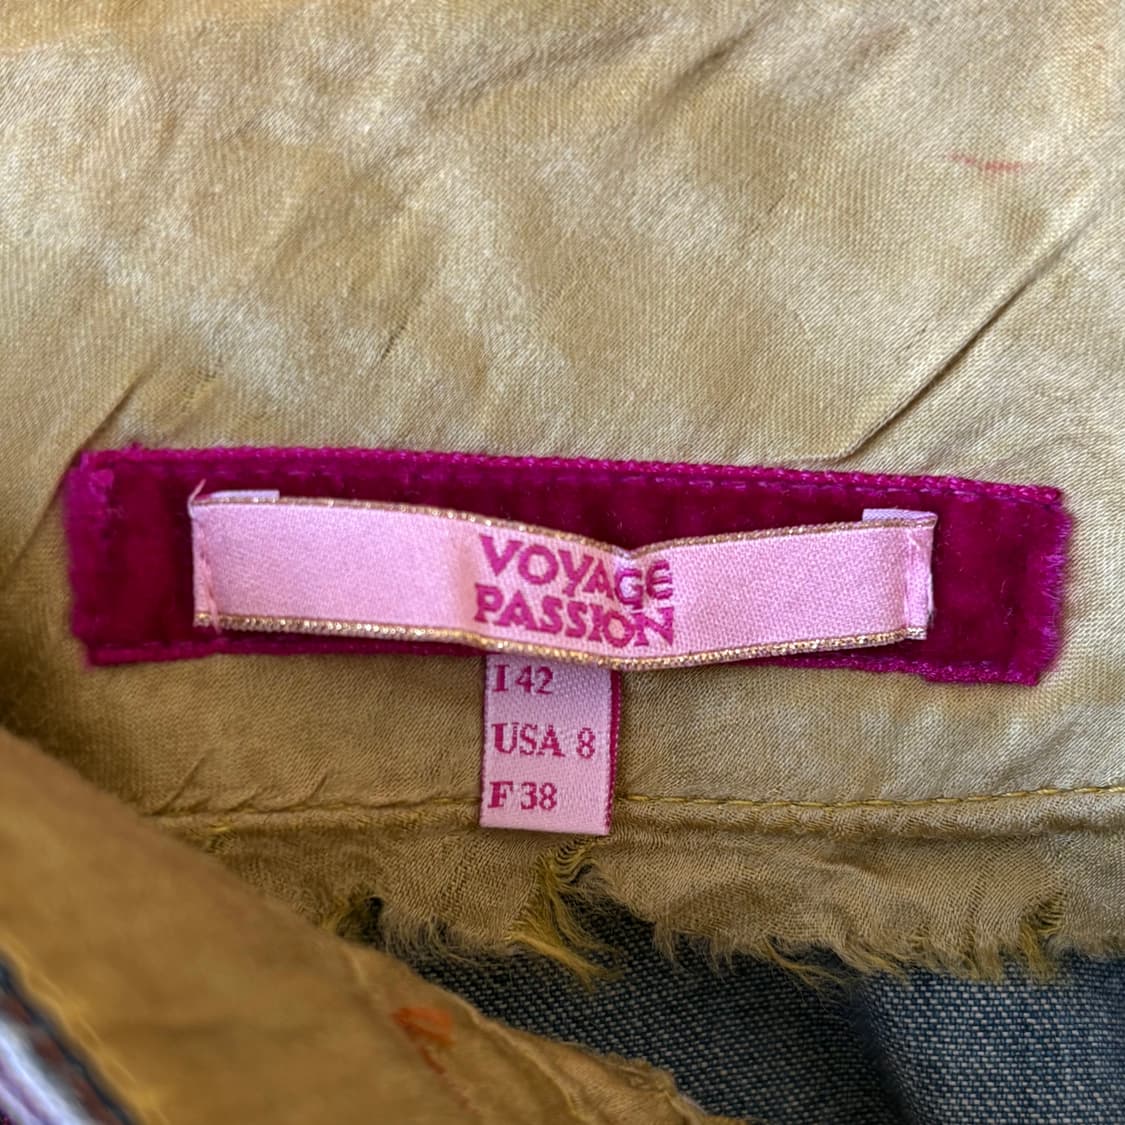 VOYAGE
PASSION
I 42
USA 8
F 38